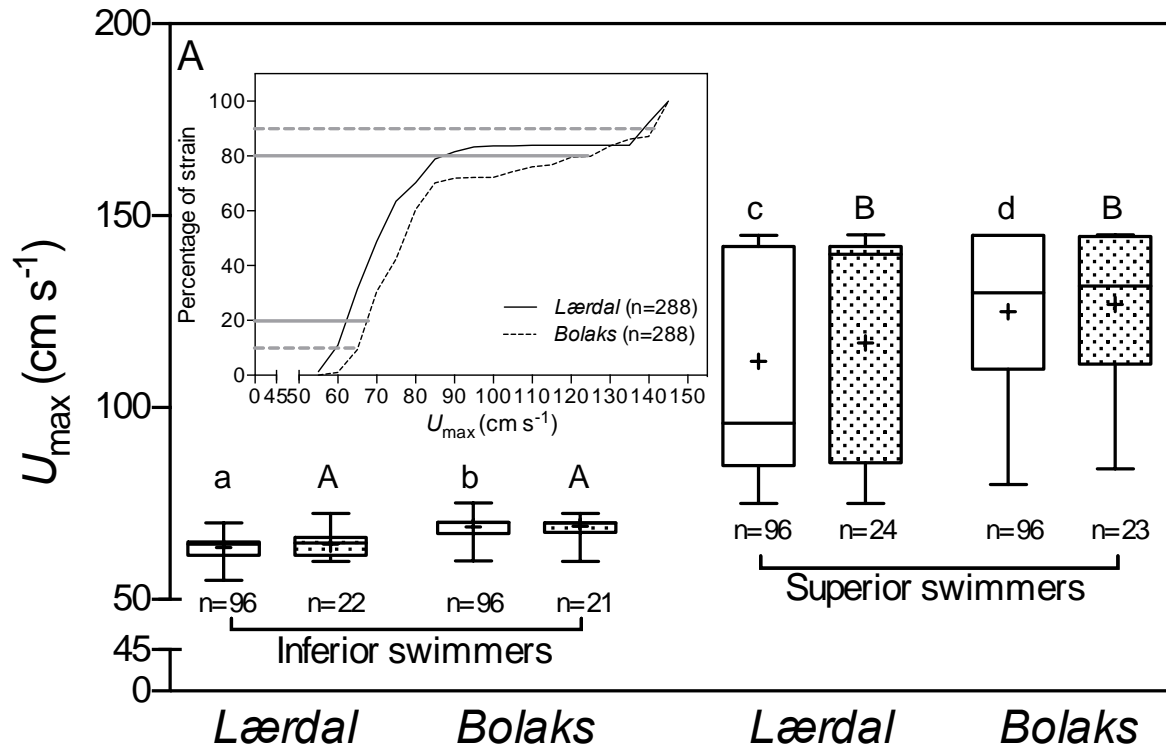 200
150
100
50
45
0
U max (cm s-1)
A
100
80
60
40
20
0
Percentage of strain
Lærdal (n=288)
Bolaks (n=288)
0 45 50 60 70 80 90 100 110 120 130 140 150
U max (cm s-1)
a A b A c B d B
n=96 n=22 n=96 n=21
Inferior swimmers
n=96 n=24 n=96 n=23
Superior swimmers
Lærdal Bolaks Lærdal Bolaks